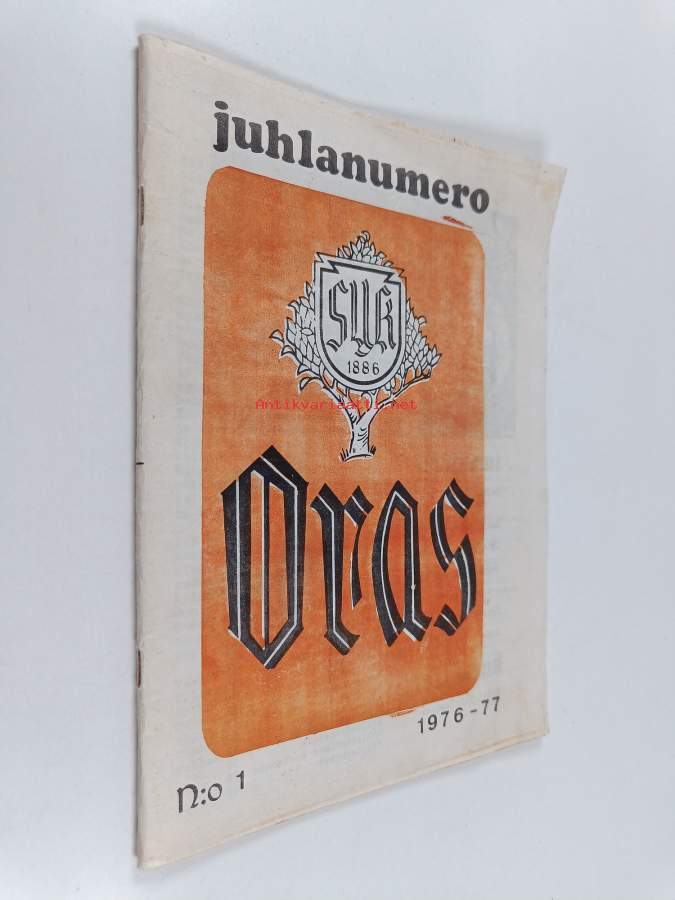 juhlanumero
SYK
1886
Antikvariaatti.net
Oras
1976-77
N:o 1